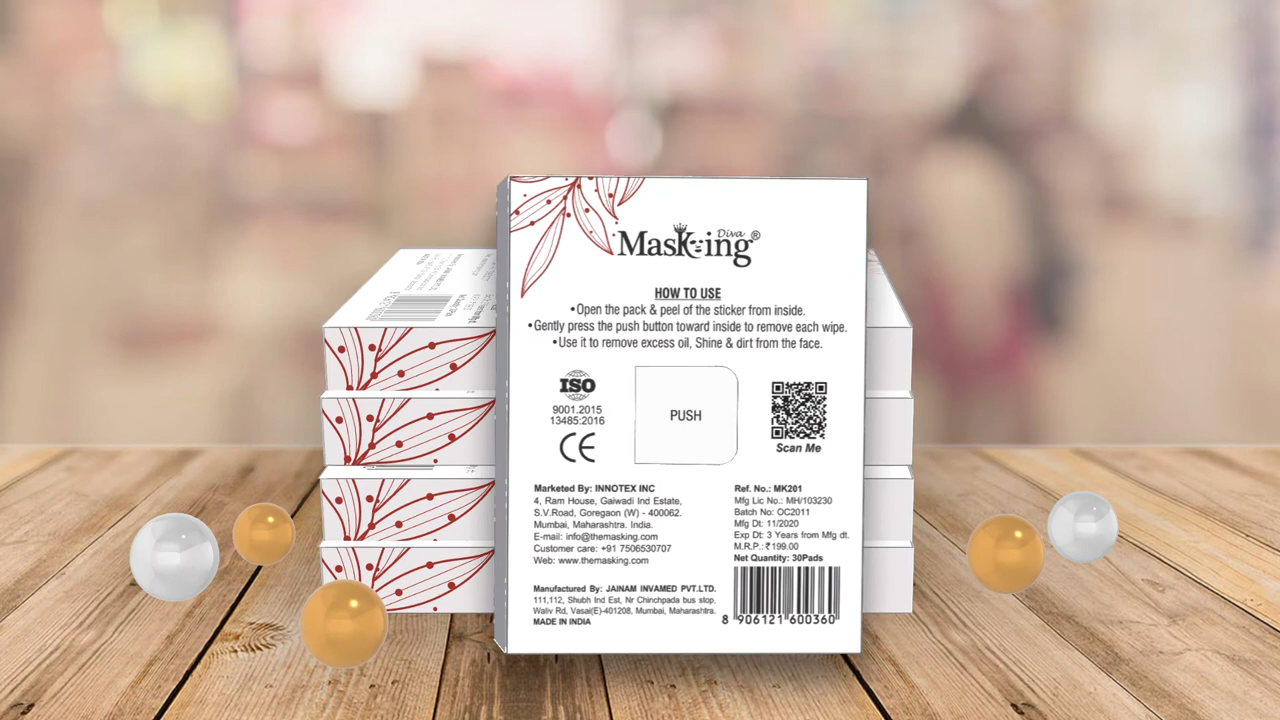 MasKing Diva®
HOW TO USE
•Open the pack & peel of the sticker from inside.
•Gently press the push button toward inside to remove each wipe.
•Use it to remove excess oil, Shine & dirt from the face.
ISO
9001.2015
13485:2016
CE
PUSH
Scan Me
Marketed By: INNOTEX INC
4, Ram House, Gaiwadi Ind Estate,
S.V.Road, Goregaon (W) - 400062.
Mumbai, Maharashtra. India.
E-mail: info@themasking.com
Customer care: +91 7506530707
Web: www.themasking.com
Manufactured By: JAINAM INVAMED PVT.LTD.
111,112, Shubh Ind Est, Nr Chinchpada bus stop,
Waliv Rd, Vasai(E)-401208, Mumbai, Maharashtra.
MADE IN INDIA
Ref. No.: MK201
Mfg Lic No.: MH/103230
Batch No: OC2011
Mfg Dt: 11/2020
Exp Dt: 3 Years from Mfg dt.
M.R.P.: ₹199.00
Net Quantity: 30Pads
8 906121 600360